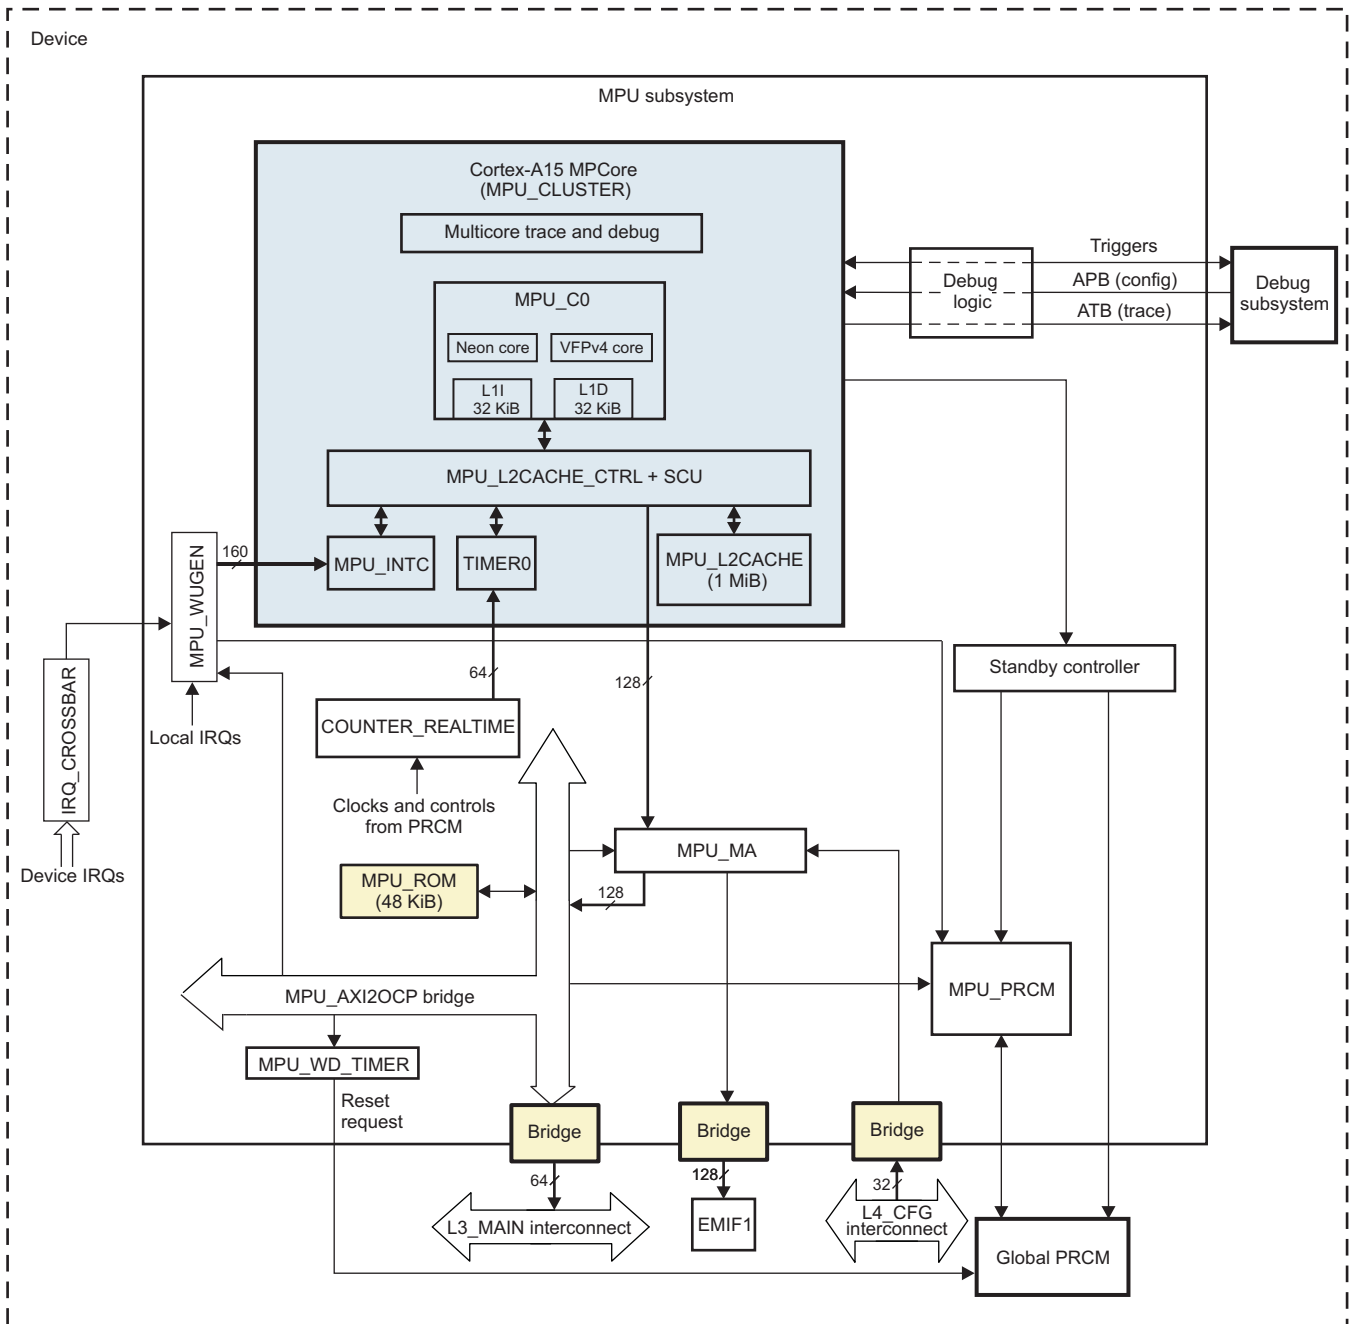 Device
MPU subsystem
Cortex-A15 MPCore
(MPU_CLUSTER)
Multicore trace and debug
MPU_C0
Neon core
VFPv4 core
L1I
32 KiB
L1D
32 KiB
MPU_L2CACHE_CTRL + SCU
MPU_INTC
TIMER0
MPU_L2CACHE
(1 MiB)
Debug
logic
Triggers
APB (config)
ATB (trace)
Debug
subsystem
160
MPU_WUGEN
IRQ_CROSSBAR
Local IRQs
Device IRQs
64
128
COUNTER_REALTIME
Clocks and controls
from PRCM
Standby controller
MPU_MA
128
MPU_ROM
(48 KiB)
MPU_AXI2OCP bridge
MPU_PRCM
MPU_WD_TIMER
Reset
request
Bridge
Bridge
Bridge
64
128
32
L3_MAIN interconnect
EMIF1
L4_CFG
interconnect
Global PRCM